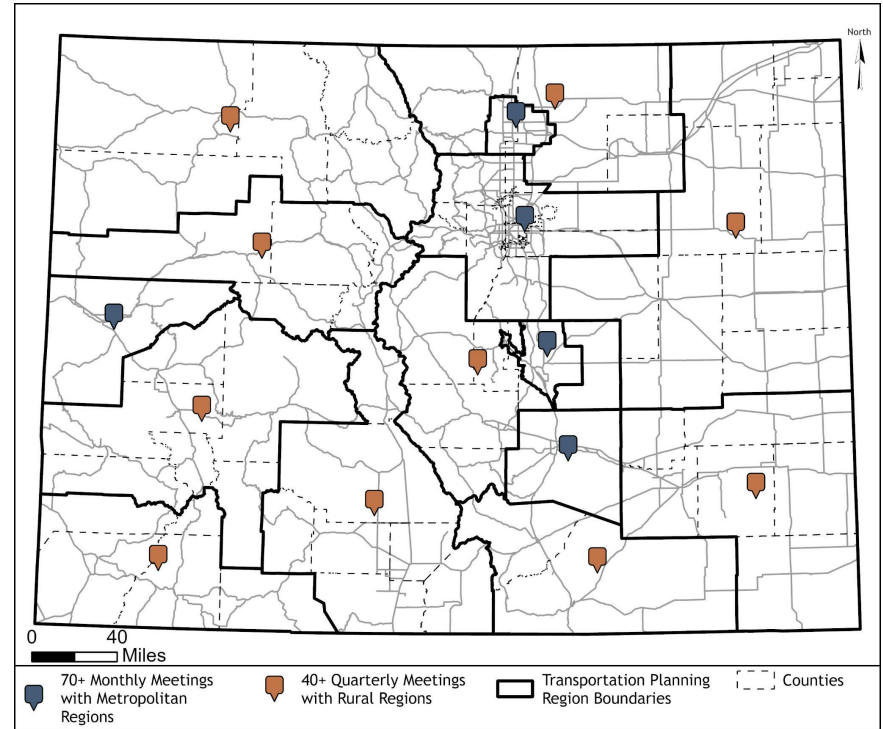 North
0
40
Miles
70+ Monthly Meetings
with Metropolitan
Regions
40+ Quarterly Meetings
with Rural Regions
Transportation Planning
Region Boundaries
Counties